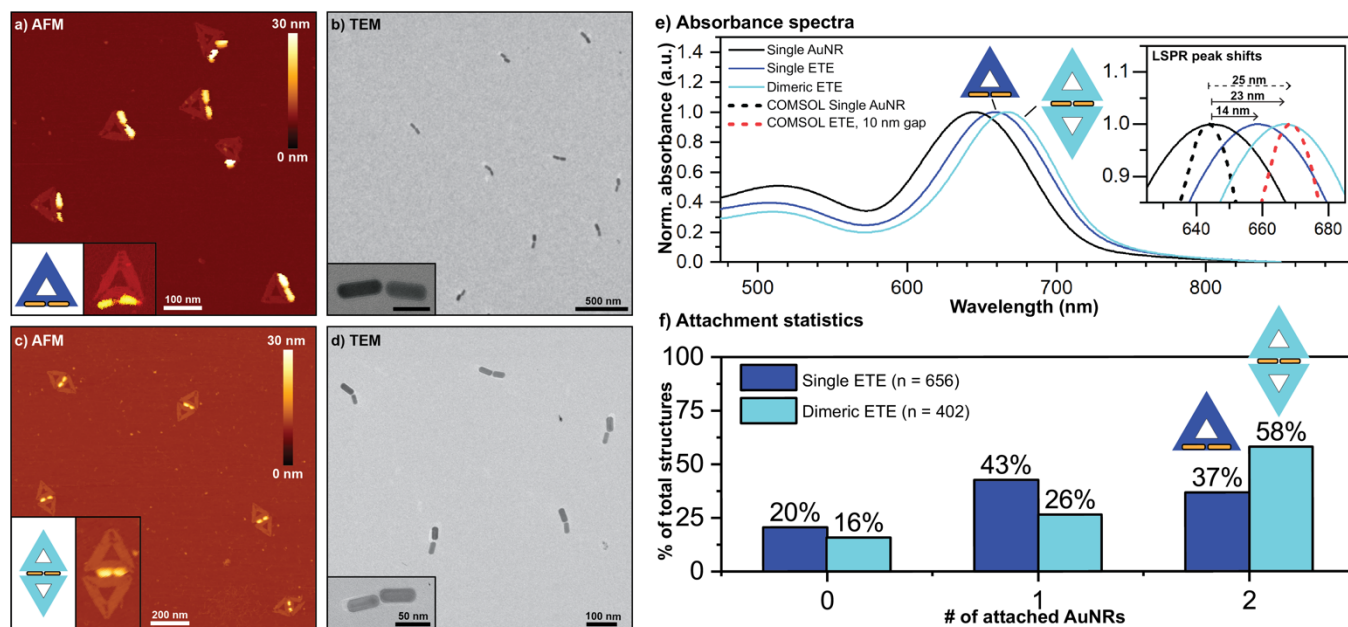 a) AFM
30 nm
0 nm
100 nm
b) TEM
500 nm
c) AFM
30 nm
0 nm
200 nm
d) TEM
50 nm
100 nm
e) Absorbance spectra
Norm. absorbance (a.u.)
1.4
1.2
1.0
0.8
0.6
0.4
0.2
0.0
Single AuNR
Single ETE
Dimeric ETE
COMSOL Single AuNR
COMSOL ETE, 10 nm gap
LSPR peak shifts
25 nm
23 nm
14 nm
1.1
1.0
0.9
640 660 680
500 600 700 800
Wavelength (nm)
f) Attachment statistics
% of total structures
100
75
50
25
0
Single ETE (n = 656)
Dimeric ETE (n = 402)
20% 16% 43% 26% 37% 58%
0 1 2
# of attached AuNRs